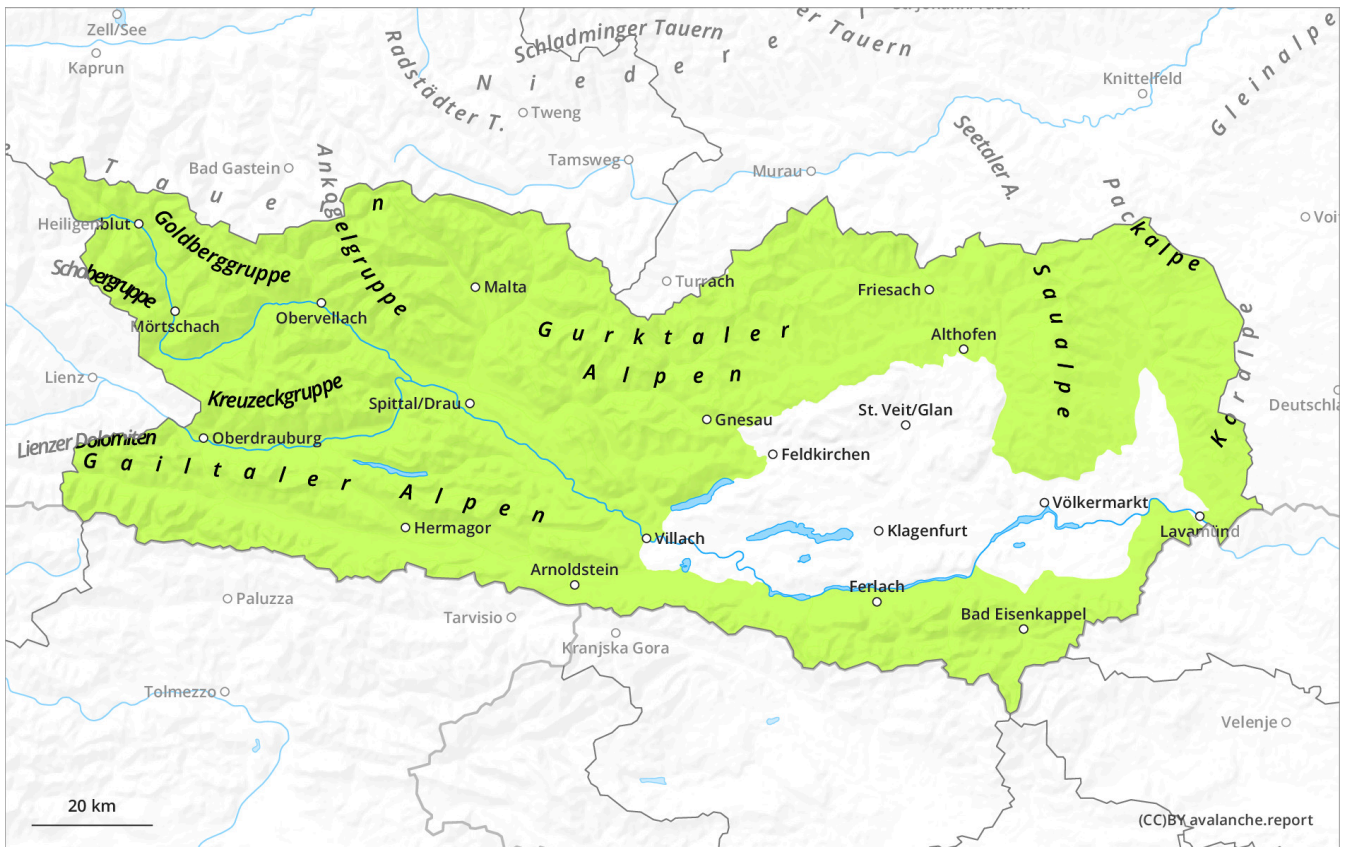 Zell/See
Kaprun
Schladminger Tauern
er Tauern
Radstädter T.
Niedere
Tweng
Knittelfeld
Gleinalpe
Seetaler A.
Tamsweg
Murau
Bad Gastein
Tauern
Ankogelgruppe
Packalpe
Voi
Heiligenblut
Goldberggruppe
Schobergruppe
Mörtschach
Obervellach
Malta
Turrach
Friesach
Saualpe
Koralpe
Gurktaler
Alpen
Althofen
Lienz
Kreuzeckgruppe
Spittal/Drau
Gnesau
St. Veit/Glan
Deutschla
Lienzer Dolomiten
Oberdrauburg
Feldkirchen
Gailtaler Alpen
Hermagor
Villach
Klagenfurt
Völkermarkt
Lavamünd
Arnoldstein
Ferlach
Bad Eisenkappel
Paluzza
Tarvisio
Kranjska Gora
Tolmezzo
Velenje
20 km
(CC)BY avalanche.report